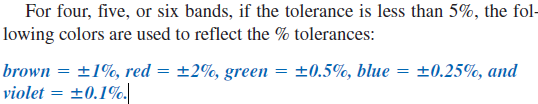 For four, five, or six bands, if the tolerance is less than 5%, the fol-
lowing colors are used to reflect the % tolerances:
brown = ±1%, red = ±2%, green = ±0.5%, blue = ±0.25%, and
violet = ±0.1%.